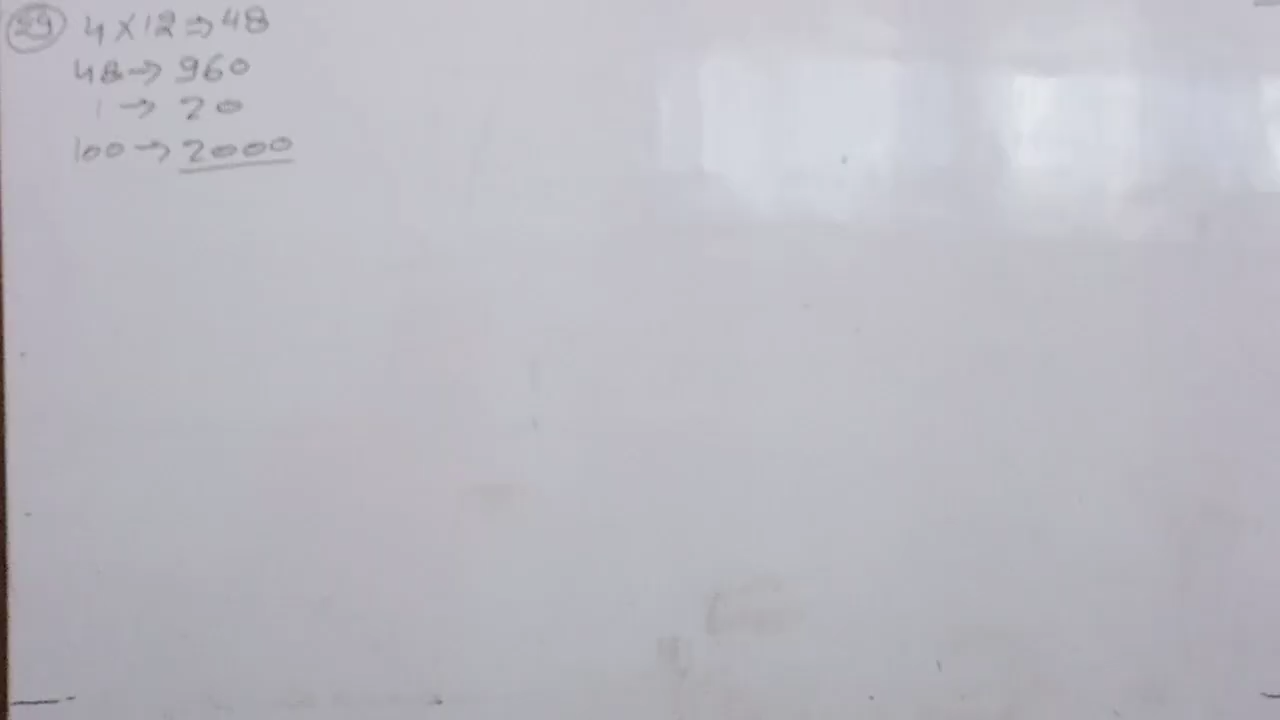 29 4 × 12 ⇒ 48
48 → 960
1 → 20
100 → 2000